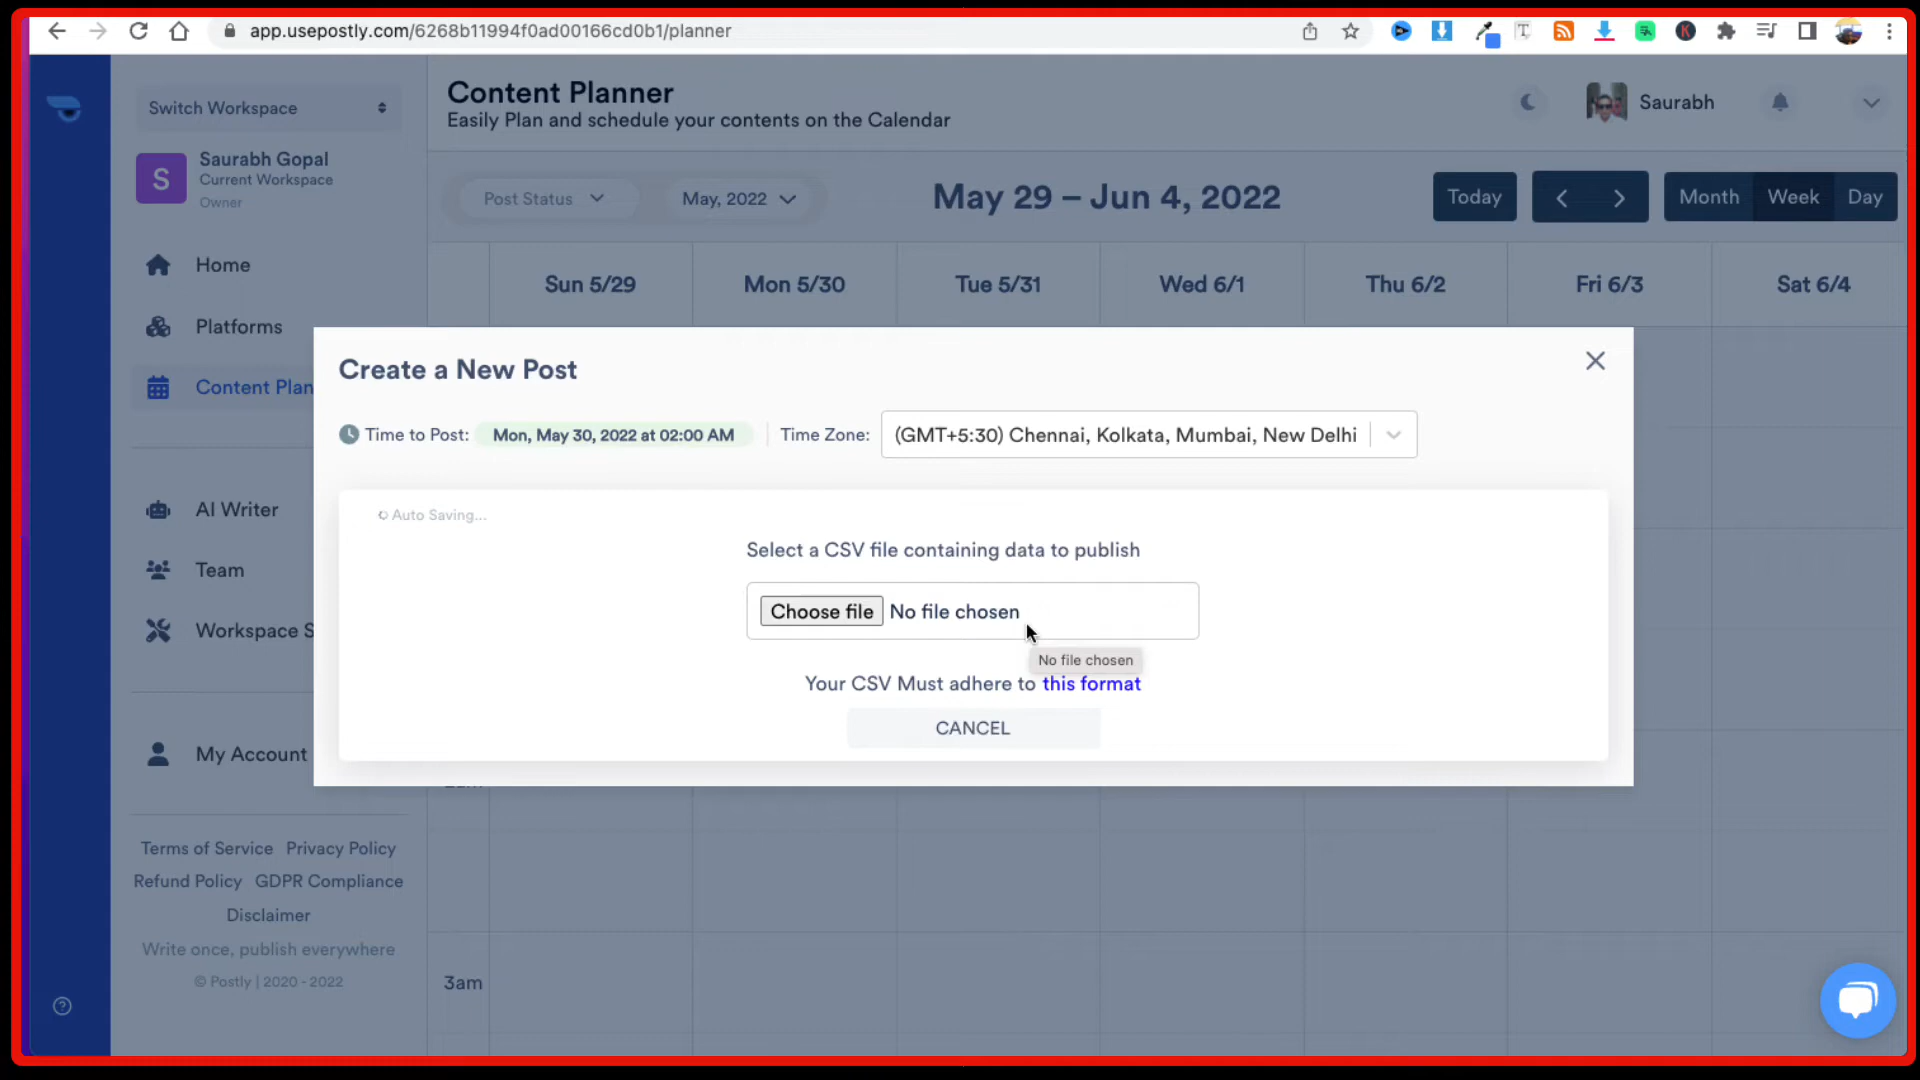 app.usepostly.com/6268b11994f0ad00166cd0b1/planner
Switch Workspace
S
Saurabh Gopal
Current Workspace
Owner
Home
Platforms
Content Plan
AI Writer
Team
Workspace S
My Account
Terms of Service Privacy Policy
Refund Policy GDPR Compliance
Disclaimer
Write once, publish everywhere
© Postly | 2020 - 2022
Content Planner
Easily Plan and schedule your contents on the Calendar
Saurabh
Post Status
May, 2022
May 29 – Jun 4, 2022
Today
Month Week Day
Sun 5/29 Mon 5/30 Tue 5/31 Wed 6/1 Thu 6/2 Fri 6/3 Sat 6/4
Create a New Post
Time to Post: Mon, May 30, 2022 at 02:00 AM Time Zone: (GMT+5:30) Chennai, Kolkata, Mumbai, New Delhi
Auto Saving...
Select a CSV file containing data to publish
Choose file No file chosen
No file chosen
Your CSV Must adhere to this format
CANCEL
3am